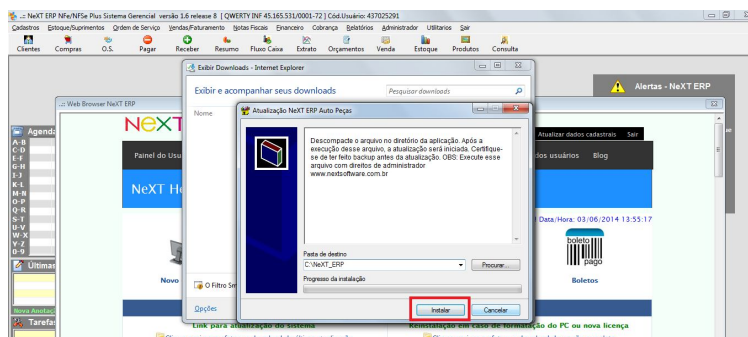 ..: NeXT ERP NFe/NFSe Plus Sistema Gerencial versão 1.6 release 8 [ QWERTY INF 45.165.531/0001-72 ] Cód.Usuário: 437025291
Cadastros Estoque/Suprimentos Ordem de Serviço Vendas/Faturamento Notas Fiscais Financeiro Cobrança Relatórios Administrador Utilitarios Sair
Clientes Compras O.S. Pagar Receber Resumo Fluxo Caixa Extrato Orçamentos Venda Estoque Produtos Consulta
Exibir Downloads - Internet Explorer
Exibir e acompanhar seus downloads
Pesquisar downloads
Nome
Alertas - NeXT ERP
..: Web Browser NeXT ERP
NeXT
Atualizar dados cadastrais Sair
Painel do Usu
dos usuários Blog
NeXT H
Data/Hora: 03/06/2014 13:55:17
Agenda
A-B
C-D
E-F
G-H
I-J
K-L
M-N
O-P
Q-R
S-T
U-V
W-X
Y-Z
0-9
Atualização NeXT ERP Auto Peças
Descompacte o arquivo no diretório da aplicação. Após a
execução desse arquivo, a atualização será iniciada. Certifique-
se de ter feito backup antes da atualização. OBS: Execute esse
arquivo com direitos de administrador
www.nextsoftware.com.br
Pasta de destino
C:\NeXT_ERP
Procurar...
Progresso da instalação
Instalar
Cancelar
boleto
pago
Novo
Boletos
O Filtro Sm
Opções
Últimas
Nova Anotaç
Tarefas
Link para atualização do sistema
Reinstalação em caso de formatação do PC ou nova licença